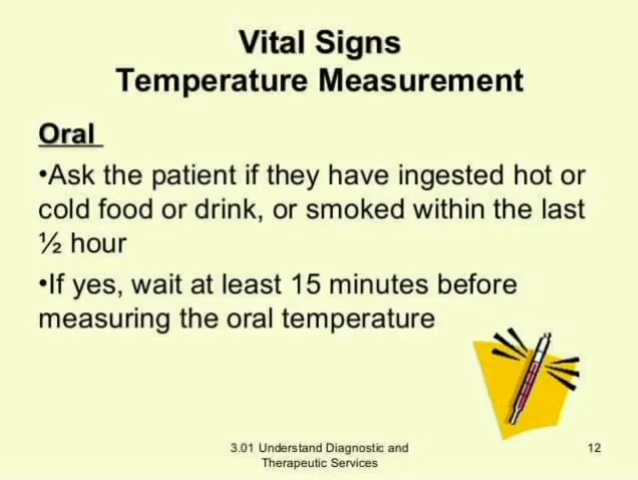 Vital Signs
Temperature Measurement
Oral
•Ask the patient if they have ingested hot or
cold food or drink, or smoked within the last
½ hour
•If yes, wait at least 15 minutes before
measuring the oral temperature
3.01 Understand Diagnostic and
Therapeutic Services
12